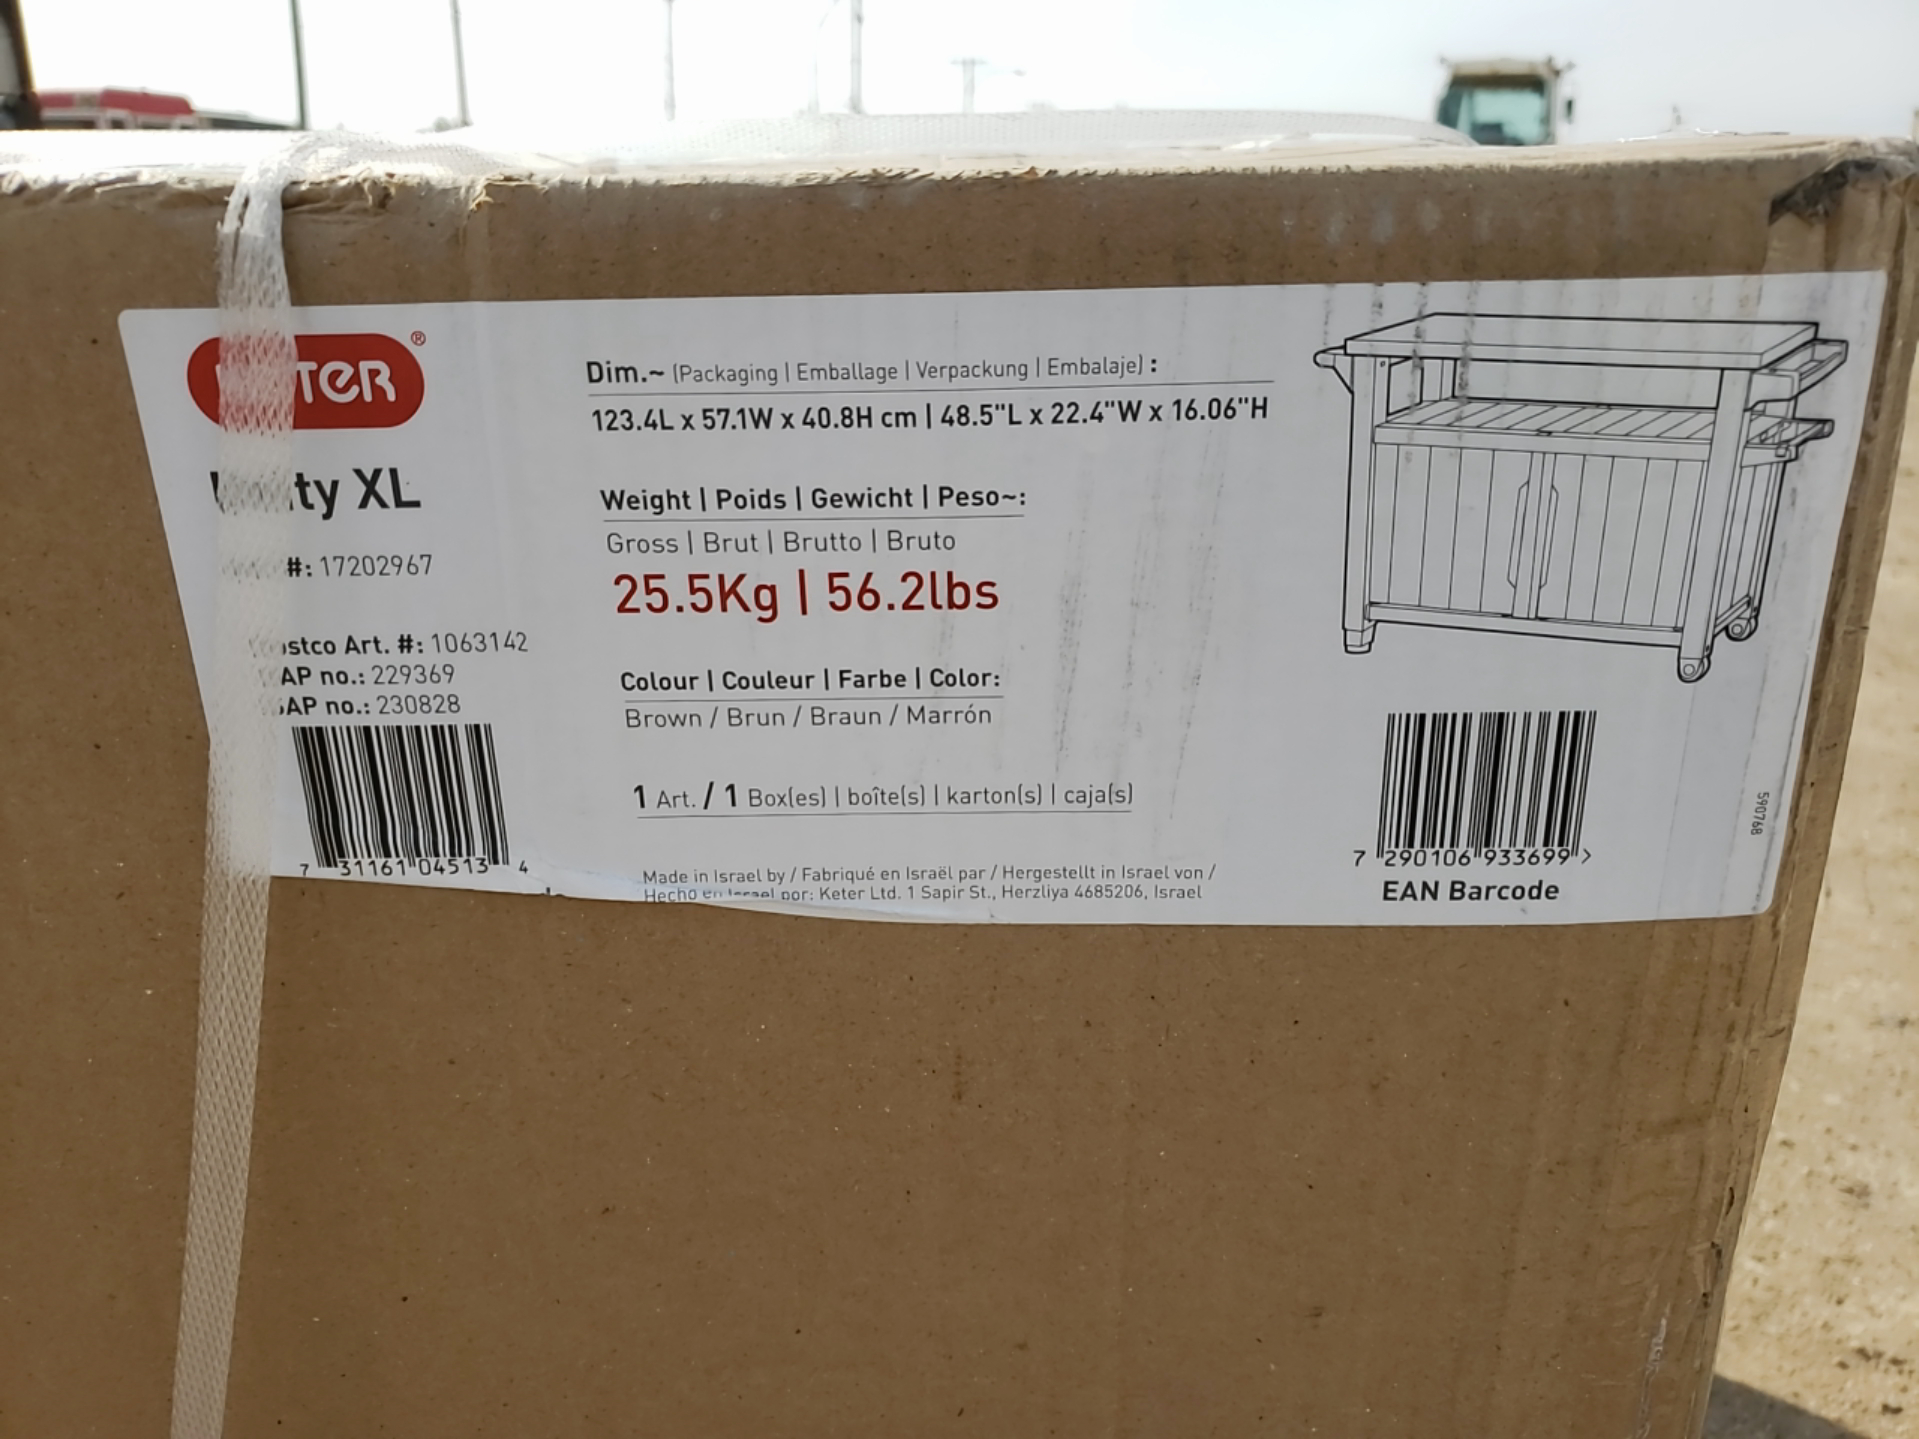 ®
XL
#: 17202967
Art. #: 1063142
no.: 229369
no.: 230828
7 31161 04513 4
Dim.~ (Packaging | Emballage | Verpackung | Embalaje) :
123.4L x 57.1W x 40.8H cm | 48.5"L x 22.4"W x 16.06"H
Weight | Poids | Gewicht | Peso~:
Gross | Brut | Brutto | Bruto
25.5Kg | 56.2lbs
Colour | Couleur | Farbe | Color:
Brown / Brun / Braun / Marrón
1 Art. / 1 Box(es) | boîte(s) | karton(s) | caja(s)
Made in Israel by / Fabriqué en Israël par / Hergestellt in Israel von /
Hecho en Israel por: Keter Ltd. 1 Sapir St., Herzliya 4685206, Israel
7 290106 933699 >
EAN Barcode
590768